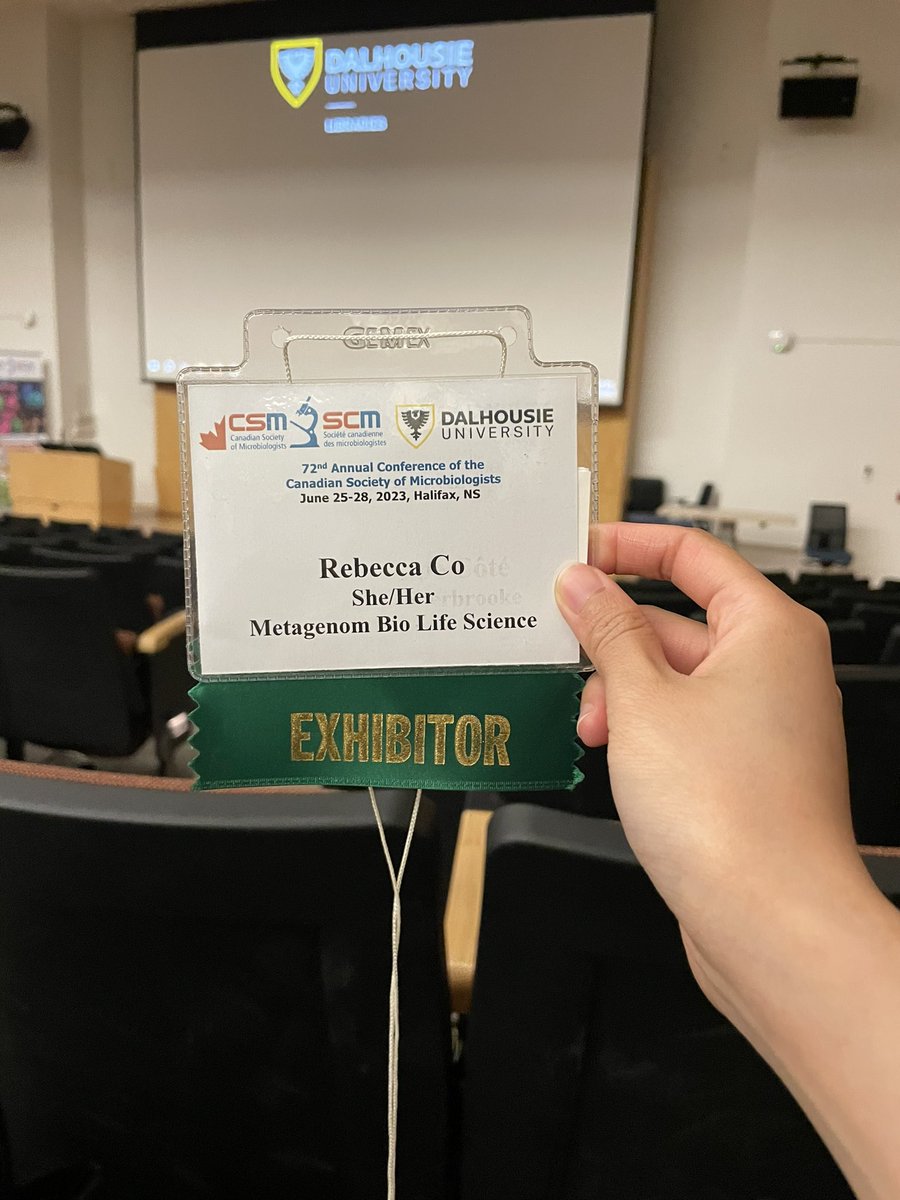 DALHOUSIE
UNIVERSITY
GEMEX
CSM SCM
Canadian Society
of Microbiologists
Société canadienne
des microbiologistes
DALHOUSIE
UNIVERSITY
72nd Annual Conference of the
Canadian Society of Microbiologists
June 25-28, 2023, Halifax, NS
Rebecca Co ôté
She/Her rbrooke
Metagenom Bio Life Science
EXHIBITOR